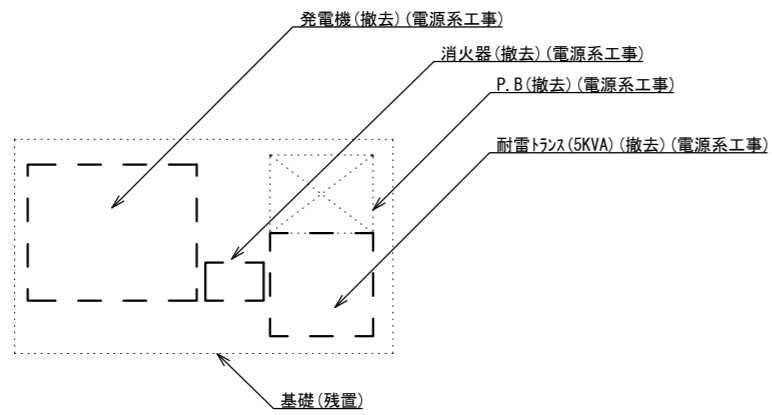 発電機(撤去)(電源系工事)
消火器(撤去)(電源系工事)
P.B(撤去)(電源系工事)
耐雷ﾄﾗﾝｽ(5KVA)(撤去)(電源系工事)
基礎(残置)